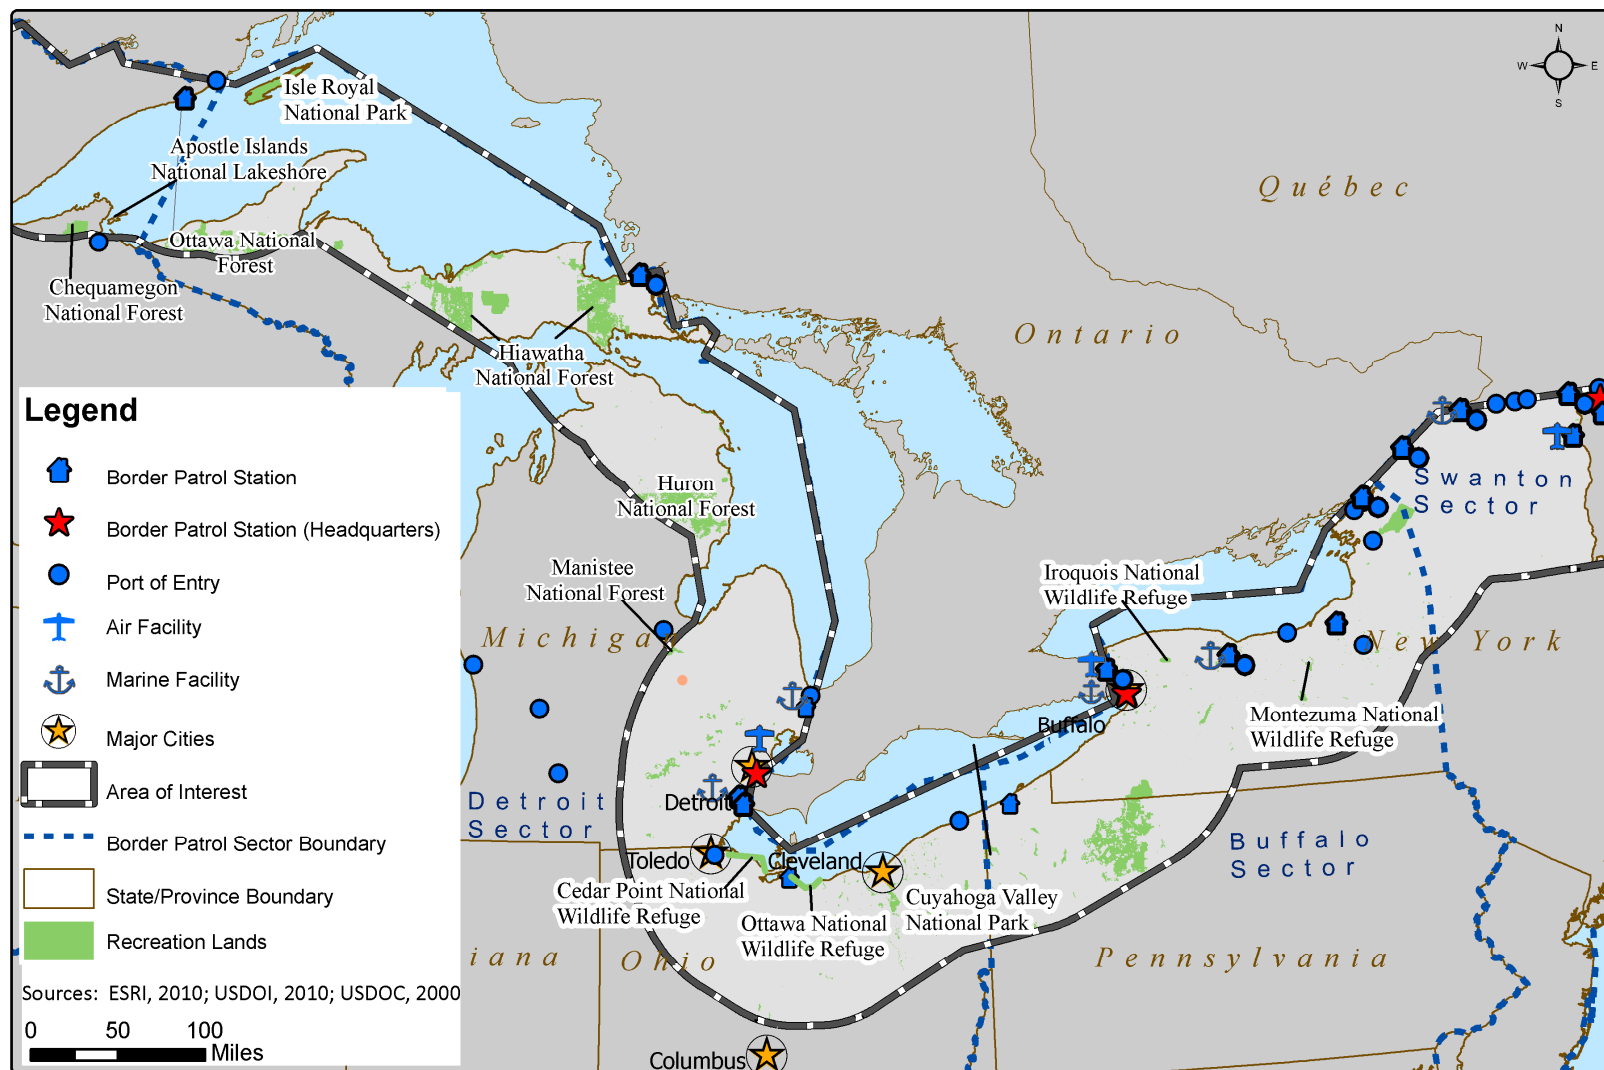 N
W E
S
Isle Royal
National Park
Apostle Islands
National Lakeshore
Québec
Ottawa National
Forest
Chequamegon
National Forest
Ontario
Hiawatha
National Forest
Legend
Border Patrol Station
Border Patrol Station (Headquarters)
Port of Entry
Air Facility
Marine Facility
Major Cities
Area of Interest
Border Patrol Sector Boundary
State/Province Boundary
Recreation Lands
Sources: ESRI, 2010; USDOI, 2010; USDOC, 2000
0 50 100
Miles
Huron
National Forest
Swanton
Sector
Manistee
National Forest
Iroquois National
Wildlife Refuge
Michigan
New York
Buffalo
Montezuma National
Wildlife Refuge
Detroit
Sector
Detroit
Buffalo
Sector
Toledo
Cleveland
Cedar Point National
Wildlife Refuge
Cuyahoga Valley
National Park
Ottawa National
Wildlife Refuge
iana
Ohio
Pennsylvania
Columbus